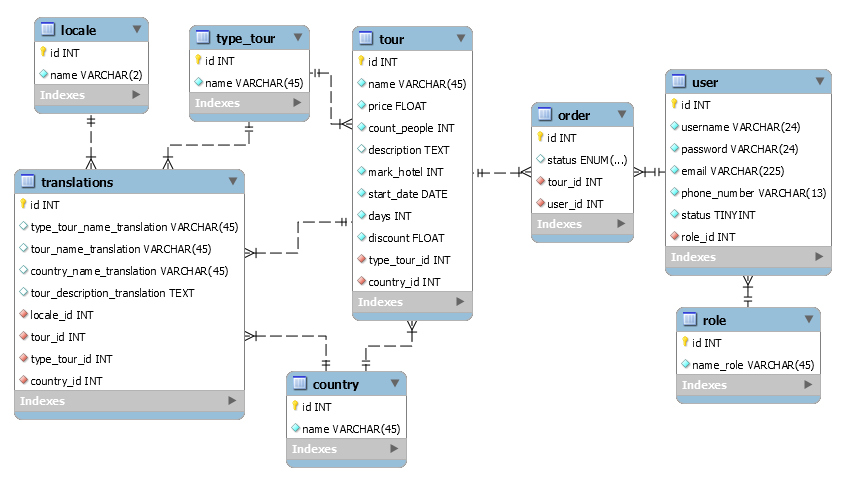 locale
id INT
name VARCHAR(2)
Indexes
type_tour
id INT
name VARCHAR(45)
Indexes
tour
id INT
name VARCHAR(45)
price FLOAT
count_people INT
description TEXT
mark_hotel INT
start_date DATE
days INT
discount FLOAT
type_tour_id INT
country_id INT
Indexes
order
id INT
status ENUM(...)
tour_id INT
user_id INT
Indexes
user
id INT
username VARCHAR(24)
password VARCHAR(24)
email VARCHAR(225)
phone_number VARCHAR(13)
status TINYINT
role_id INT
Indexes
translations
id INT
type_tour_name_translation VARCHAR(45)
tour_name_translation VARCHAR(45)
country_name_translation VARCHAR(45)
tour_description_translation TEXT
locale_id INT
tour_id INT
type_tour_id INT
country_id INT
Indexes
country
id INT
name VARCHAR(45)
Indexes
role
id INT
name_role VARCHAR(45)
Indexes